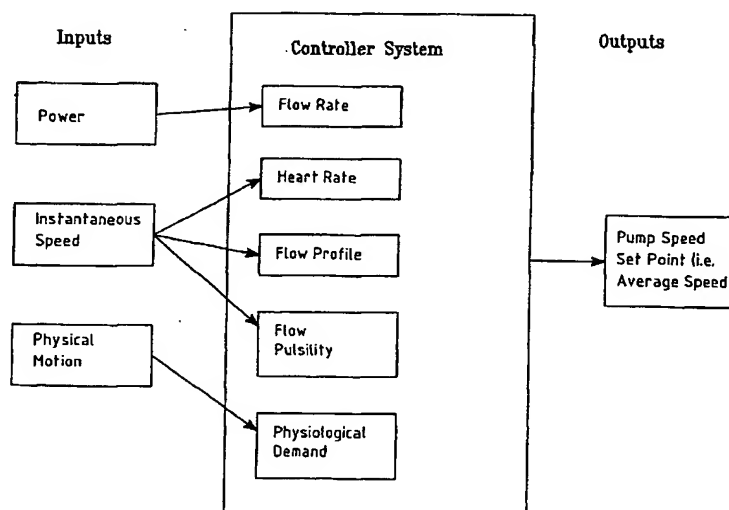 Inputs
Controller System
Outputs
Power
Flow Rate
Instantaneous
Speed
Heart Rate
Flow Profile
Flow
Pulsility
Physical
Motion
Physiological
Demand
Pump Speed
Set Point (i.e.
Average Speed